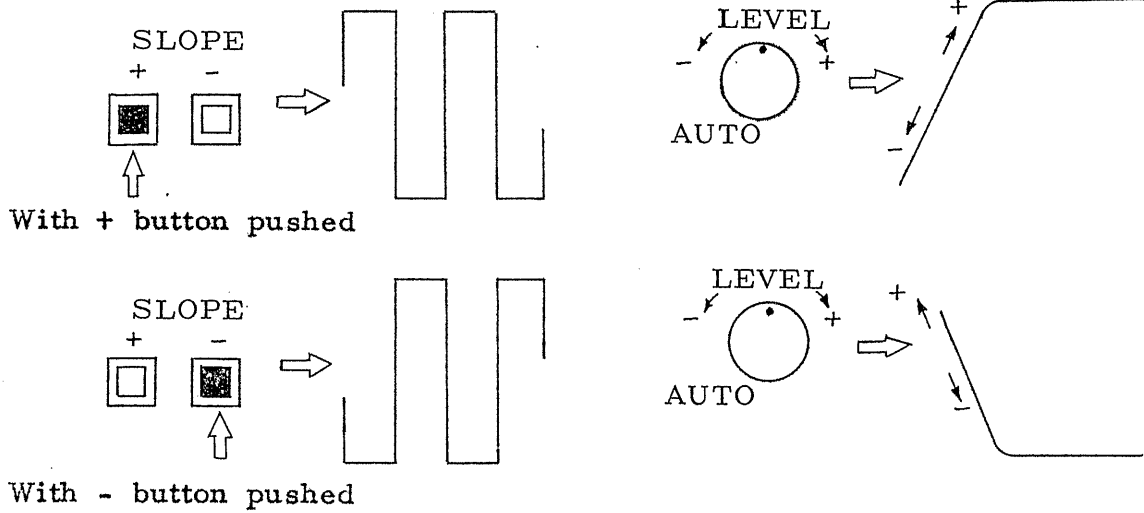 SLOPE
+ -
With + button pushed
LEVEL
- +
AUTO
+
-
SLOPE
+ -
With - button pushed
LEVEL
- +
AUTO
+
-